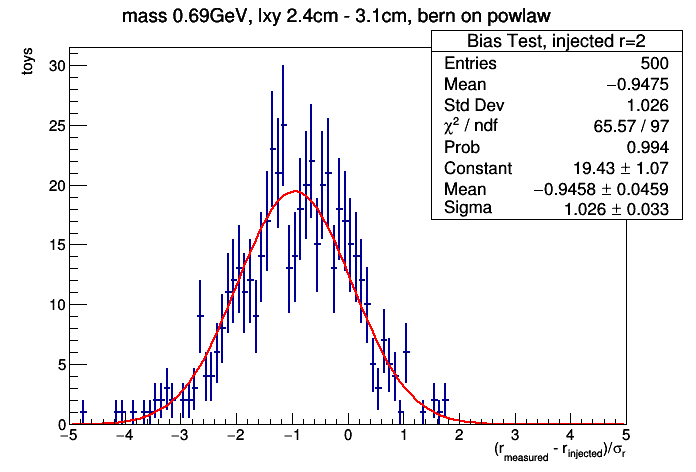 mass 0.69GeV, lxy 2.4cm - 3.1cm, bern on powlaw
toys
Bias Test, injected r=2
Entries 500
Mean −0.9475
Std Dev 1.026
χ² / ndf 65.57 / 97
Prob 0.994
Constant 19.43 ± 1.07
Mean −0.9458 ± 0.0459
Sigma 1.026 ± 0.033
30
25
20
15
10
5
0
−5 −4 −3 −2 −1 0 1 2 3 4 5
(r_measured - r_injected)/σ_r